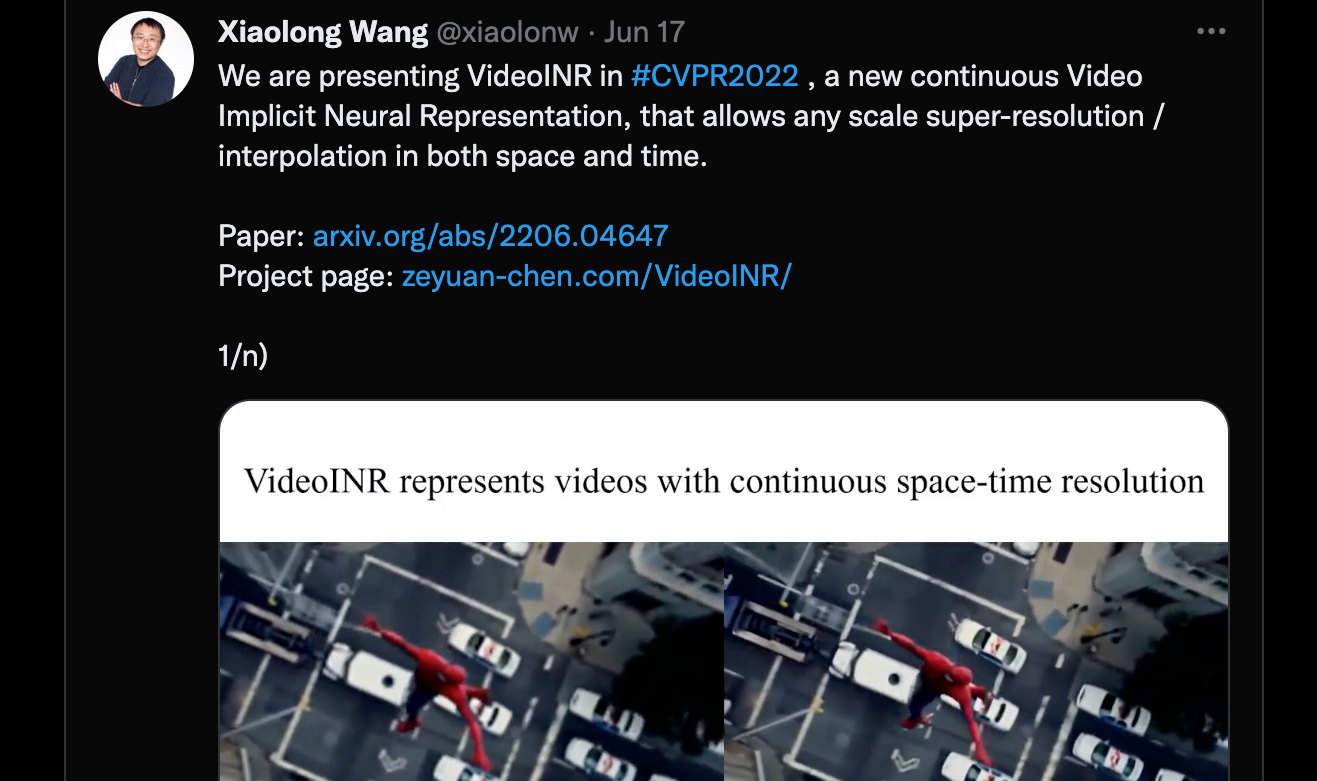 Xiaolong Wang @xiaolonw · Jun 17
We are presenting VideoINR in #CVPR2022 , a new continuous Video
Implicit Neural Representation, that allows any scale super-resolution /
interpolation in both space and time.
Paper: arxiv.org/abs/2206.04647
Project page: zeyuan-chen.com/VideoINR/
1/n)
VideoINR represents videos with continuous space-time resolution